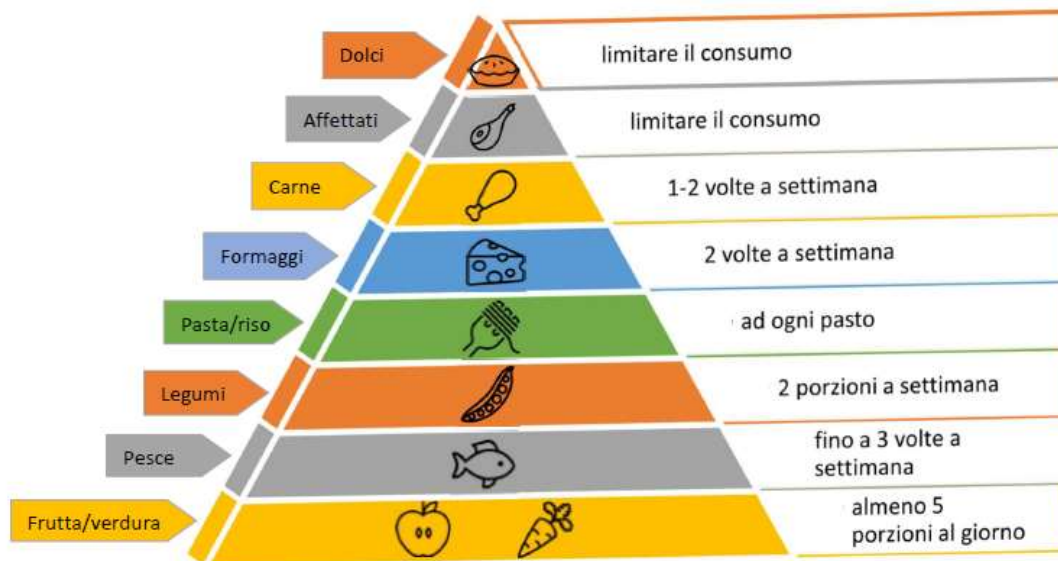 Dolci
limitare il consumo
Affettati
limitare il consumo
Carne
1-2 volte a settimana
Formaggi
2 volte a settimana
Pasta/riso
ad ogni pasto
Legumi
2 porzioni a settimana
Pesce
fino a 3 volte a
settimana
Frutta/verdura
almeno 5
porzioni al giorno